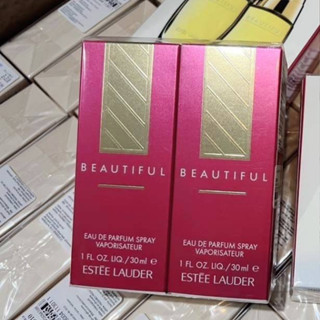 BEAUTIFUL
EAU DE PARFUM SPRAY
VAPORISATEUR
1 FL. OZ. LIQ./30ml e
ESTĒE LAUDER
BEAUTIFUL
EAU DE PARFUM SPRAY
VAPORISATEUR
1 FL. OZ. LIQ./30ml e
ESTĒE LAUDER